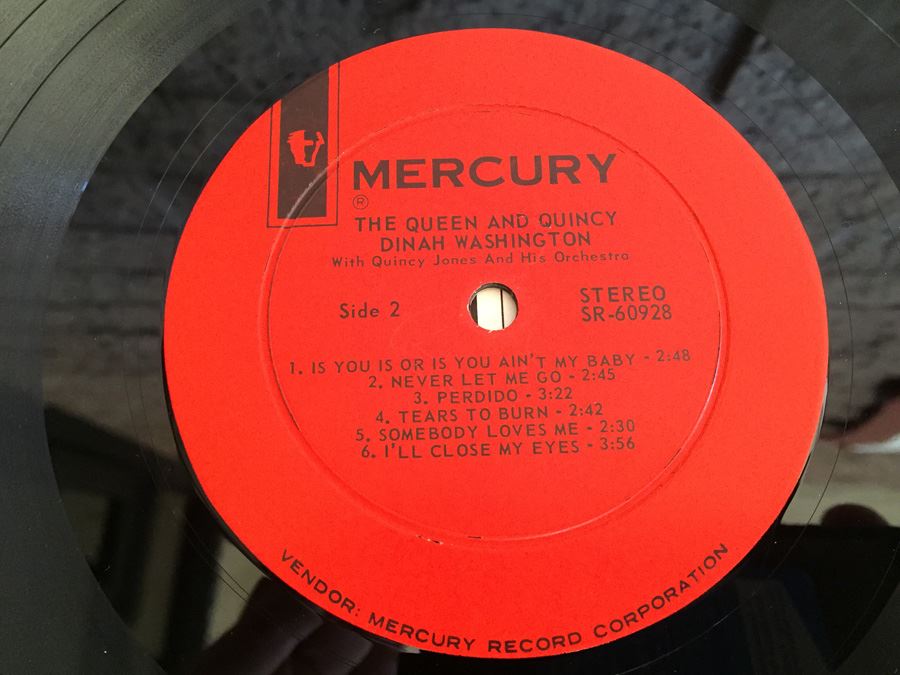 MERCURY
®
THE QUEEN AND QUINCY
DINAH WASHINGTON
With Quincy Jones And His Orchestra
Side 2
STEREO
SR-60928
1. IS YOU IS OR IS YOU AIN'T MY BABY - 2:48
2. NEVER LET ME GO - 2:45
3. PERDIDO - 3:22
4. TEARS TO BURN - 2:42
5. SOMEBODY LOVES ME - 2:30
6. I'LL CLOSE MY EYES - 3:56
VENDOR: MERCURY RECORD CORPORATION